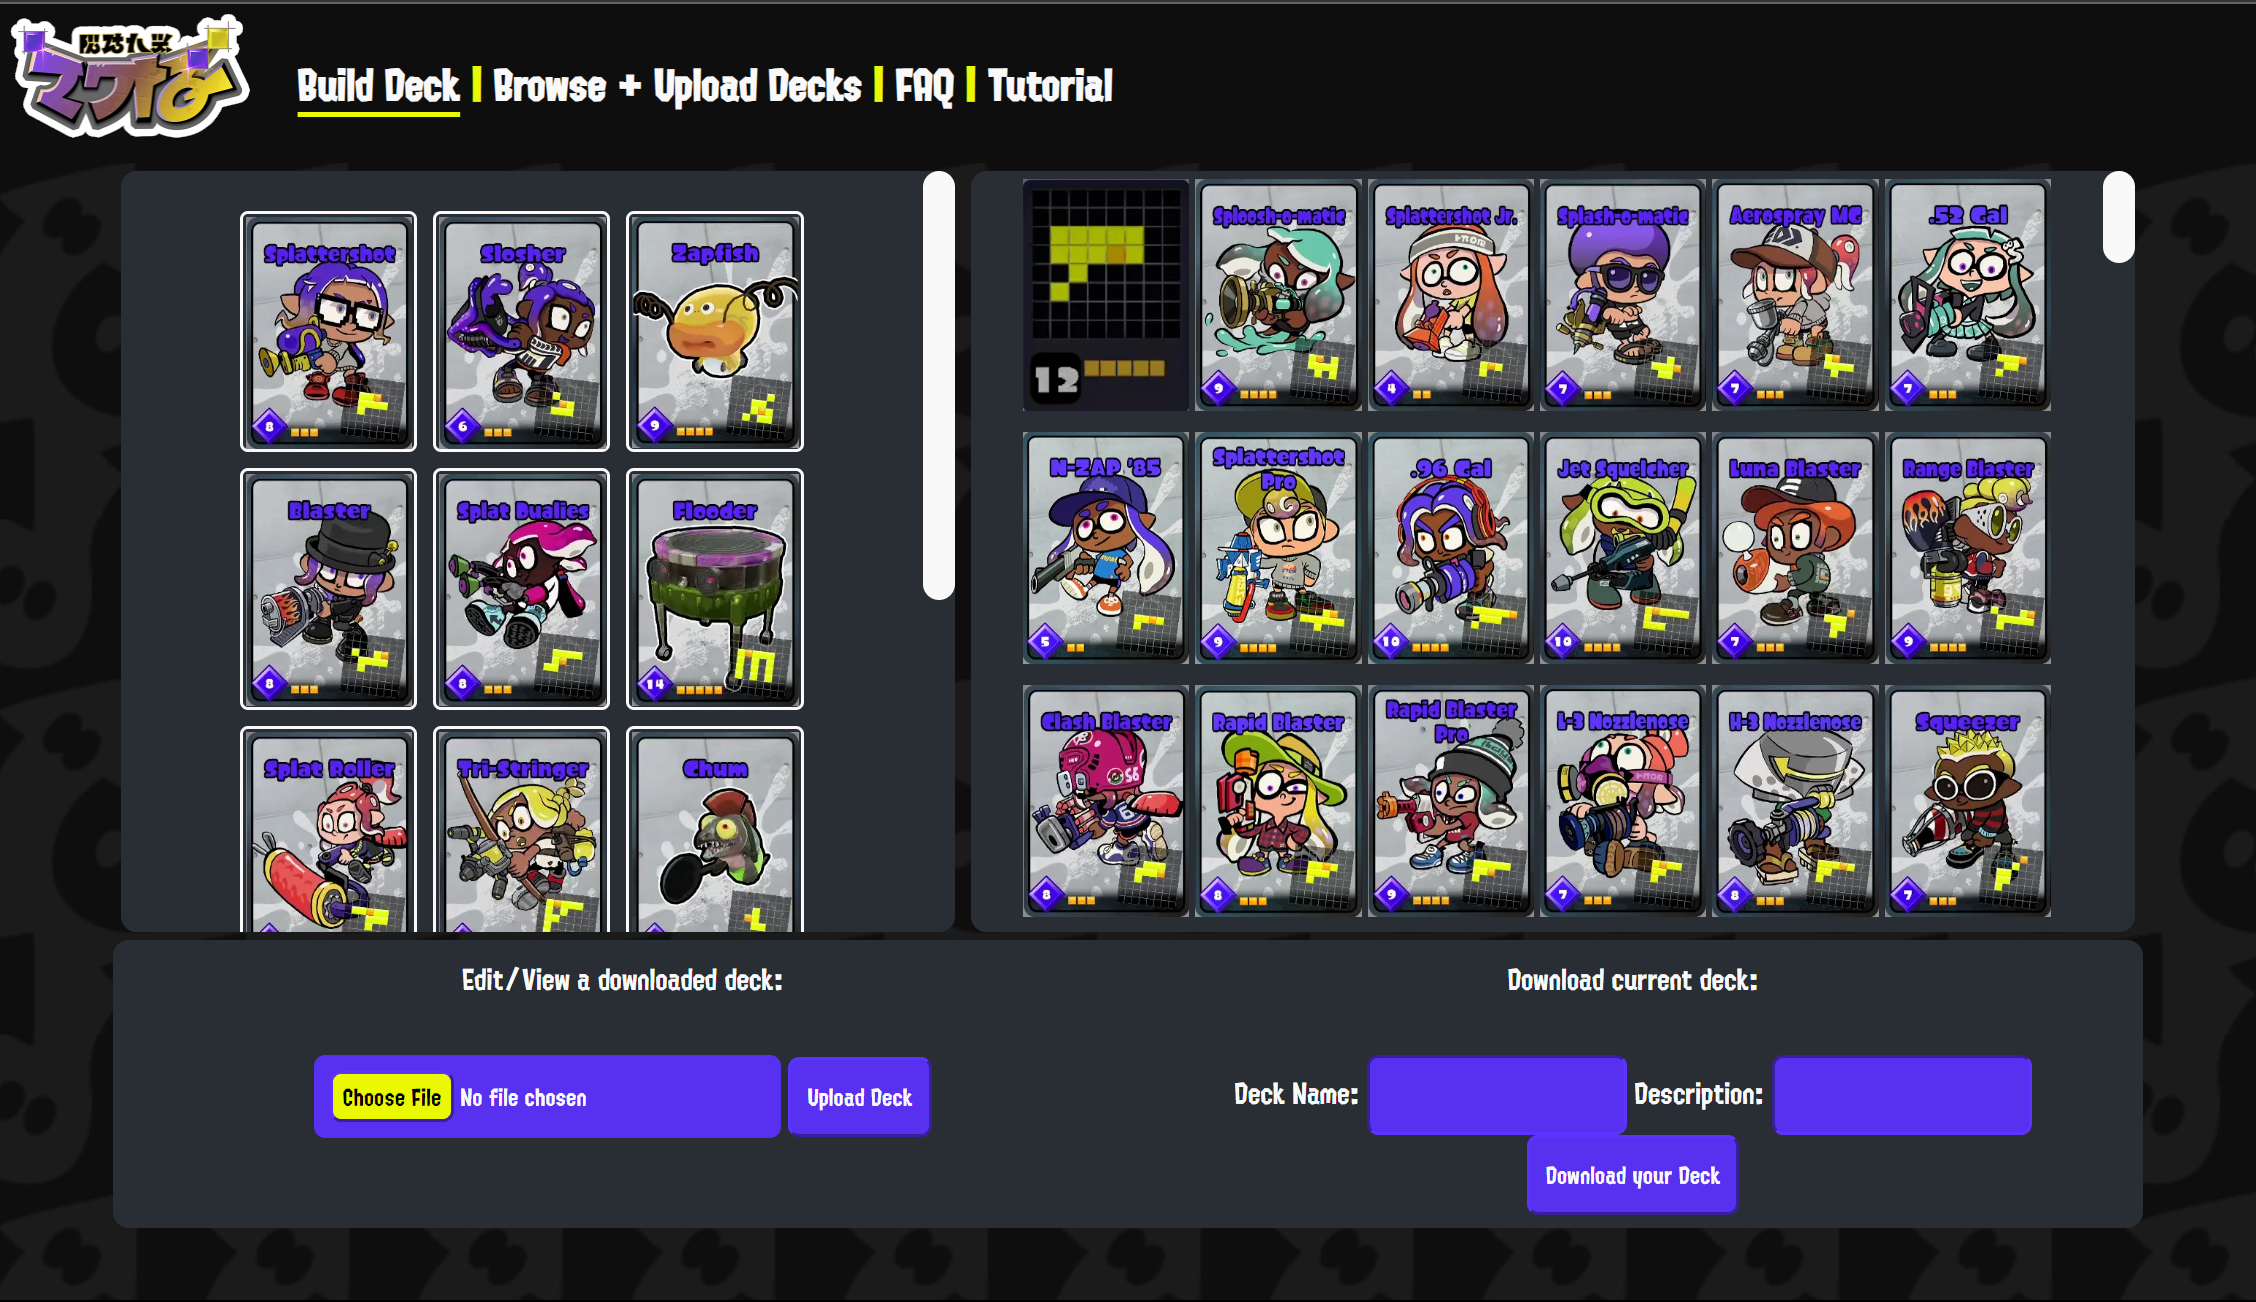 Build Deck | Browse + Upload Decks | FAQ | Tutorial
Splattershot
8
Slosher
6
Zapfish
9
Blaster
8
Splat Dualies
8
Flooder
14
Splat Roller
Tri-Stringer
Chum
12
Sploosh-o-matic
9
Splattershot Jr.
4
Splash-o-matic
7
Aerospray MG
7
.52 Gal
7
N-ZAP '85
5
Splattershot
Pro
9
.96 Gal
10
Jet Squelcher
10
Luna Blaster
7
Range Blaster
9
Clash Blaster
8
Rapid Blaster
8
Rapid Blaster
Pro
9
L-3 Nozzlenose
7
H-3 Nozzlenose
8
Squeezer
7
Edit/View a downloaded deck:
Choose File No file chosen
Upload Deck
Download current deck:
Deck Name:
Description:
Download your Deck